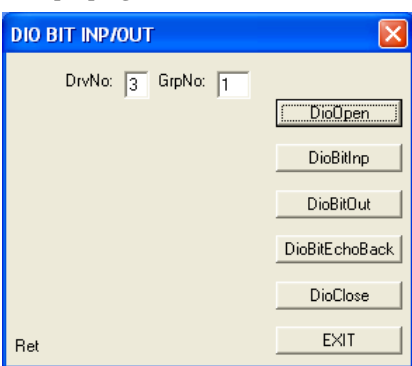 DIO BIT INP/OUT
DrvNo: 3 GrpNo: 1
DioOpen
DioBitInp
DioBitOut
DioBitEchoBack
DioClose
Ret
EXIT